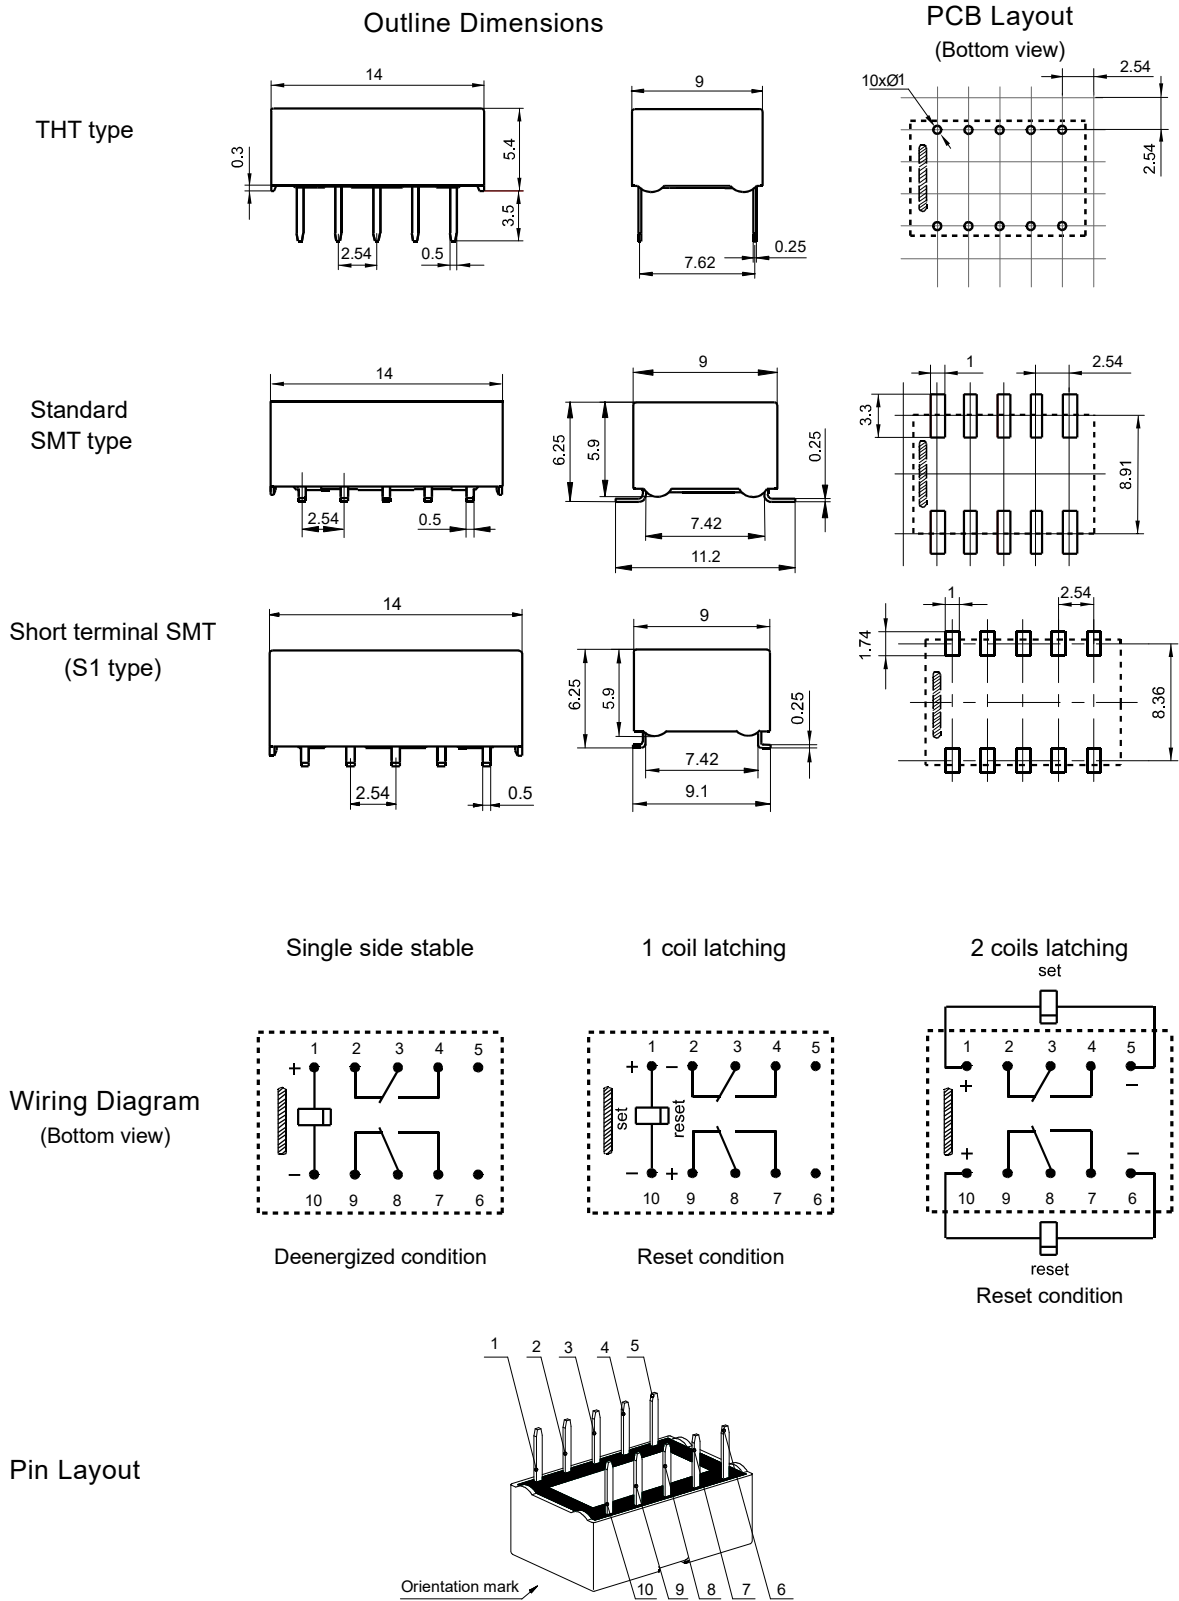 Outline Dimensions
PCB Layout
(Bottom view)
THT type
14
0.3
5.4
3.5
2.54
0.5
9
7.62
0.25
10xØ1
2.54
2.54
Standard
SMT type
14
2.54
0.5
9
6.25
5.9
0.25
7.42
11.2
1
2.54
3.3
8.91
Short terminal SMT
(S1 type)
14
2.54
0.5
9
6.25
5.9
0.25
7.42
9.1
1
2.54
1.74
8.36
Wiring Diagram
(Bottom view)
Single side stable
1 2 3 4 5
+
−
10 9 8 7 6
Deenergized condition
1 coil latching
1 2 3 4 5
+ −
set
reset
− +
10 9 8 7 6
Reset condition
2 coils latching
set
1 2 3 4 5
+ −
+ −
10 9 8 7 6
reset
Reset condition
Pin Layout
1 2 3 4 5
Orientation mark
10 9 8 7 6